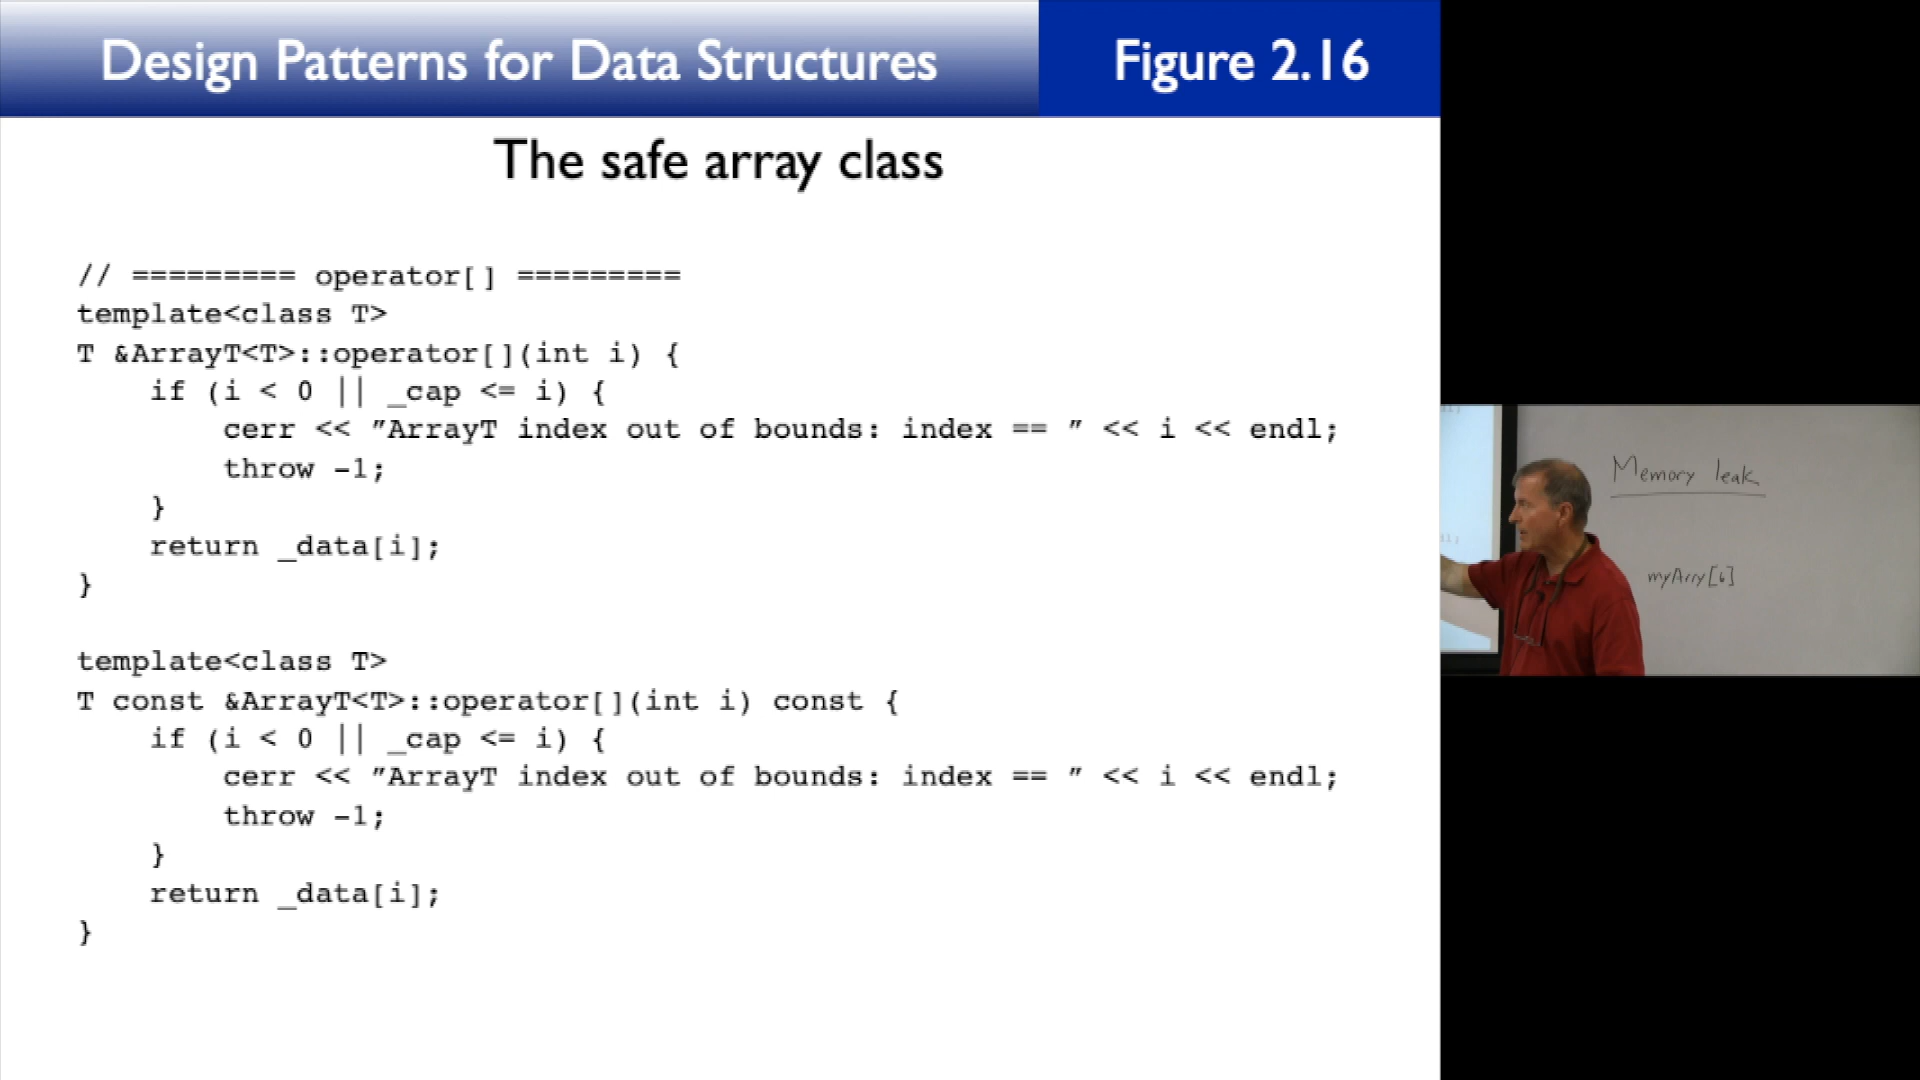 Design Patterns for Data Structures
Figure 2.16
The safe array class
// ========= operator[] =========
template<class T>
T &ArrayT<T>::operator[](int i) {
    if (i < 0 || _cap <= i) {
        cerr << ”ArrayT index out of bounds: index == ” << i << endl;
        throw -1;
    }
    return _data[i];
}
template<class T>
T const &ArrayT<T>::operator[](int i) const {
    if (i < 0 || _cap <= i) {
        cerr << ”ArrayT index out of bounds: index == ” << i << endl;
        throw -1;
    }
    return _data[i];
}
Memory leak
myArry[6]